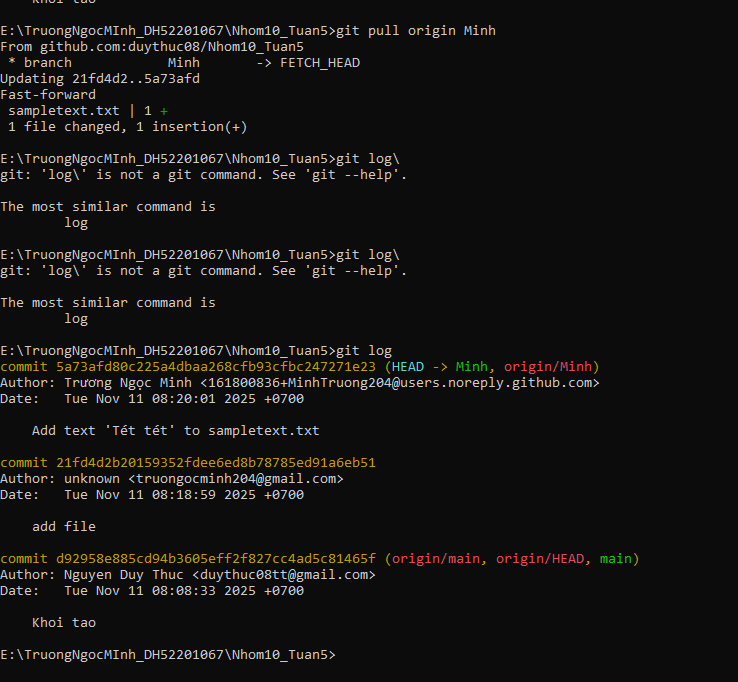 Khoi tao
E:\TruongNgocMInh_DH52201067\Nhom10_Tuan5>git pull origin Minh
From github.com:duythuc08/Nhom10_Tuan5
 * branch            Minh       -> FETCH_HEAD
Updating 21fd4d2..5a73afd
Fast-forward
 sampletext.txt | 1 +
 1 file changed, 1 insertion(+)
E:\TruongNgocMInh_DH52201067\Nhom10_Tuan5>git log\
git: 'log\' is not a git command. See 'git --help'.
The most similar command is
        log
E:\TruongNgocMInh_DH52201067\Nhom10_Tuan5>git log\
git: 'log\' is not a git command. See 'git --help'.
The most similar command is
        log
E:\TruongNgocMInh_DH52201067\Nhom10_Tuan5>git log
commit 5a73afd80c225a4dbaa268cfb93cfbc247271e23 (HEAD -> Minh, origin/Minh)
Author: Trương Ngọc Minh <161800836+MinhTruong204@users.noreply.github.com>
Date:   Tue Nov 11 08:20:01 2025 +0700
    Add text 'Tét tét' to sampletext.txt
commit 21fd4d2b20159352fdee6ed8b78785ed91a6eb51
Author: unknown <truongocminh204@gmail.com>
Date:   Tue Nov 11 08:18:59 2025 +0700
    add file
commit d92958e885cd94b3605eff2f827cc4ad5c81465f (origin/main, origin/HEAD, main)
Author: Nguyen Duy Thuc <duythuc08tt@gmail.com>
Date:   Tue Nov 11 08:08:33 2025 +0700
    Khoi tao
E:\TruongNgocMInh_DH52201067\Nhom10_Tuan5>